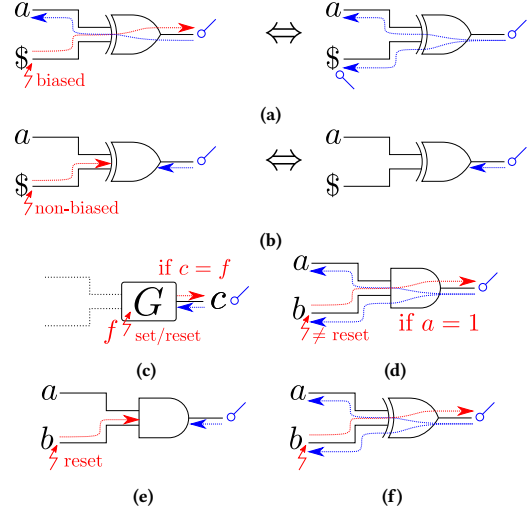 a
a
$
$
biased
⇔
(a)
a
$
$
non-biased
⇔
(b)
if c = f
G
c
f
set/reset
(c)
a
b
≠ reset
if a = 1
(d)
a
b
reset
(e)
a
b
(f)